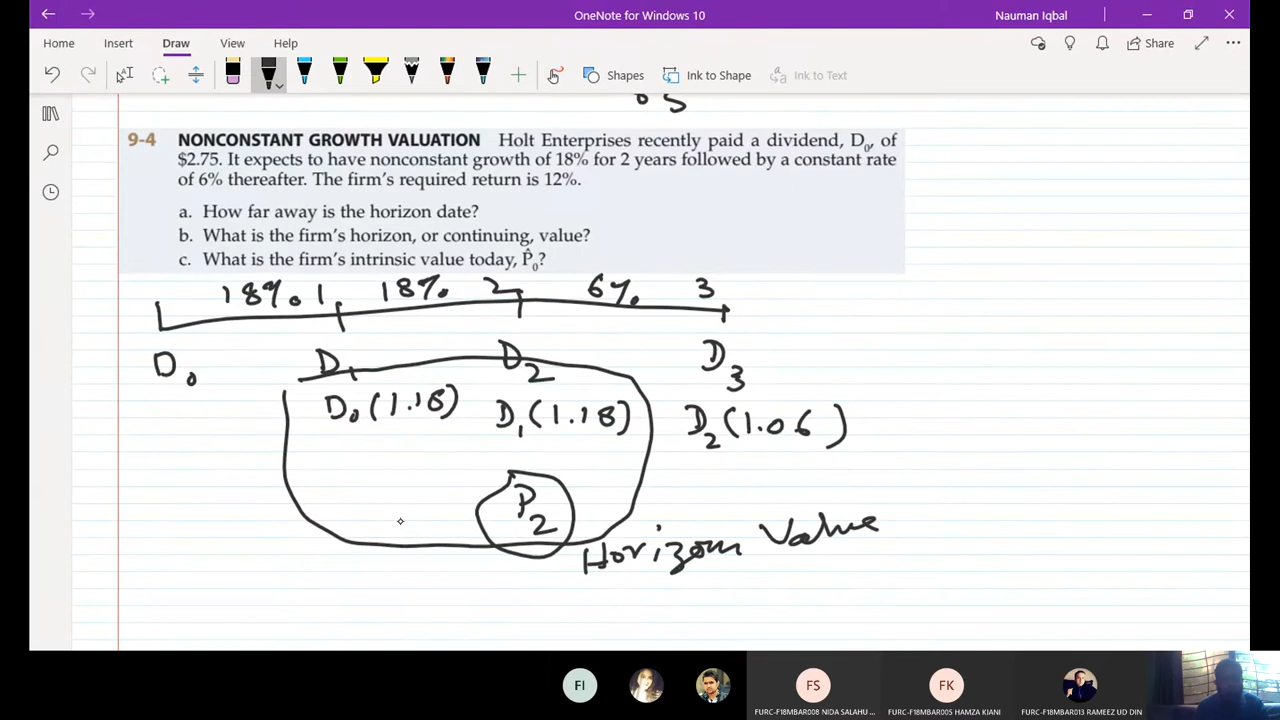 OneNote for Windows 10
Nauman Iqbal
Home Insert Draw View Help
Share
Shapes Ink to Shape Ink to Text
9-4 NONCONSTANT GROWTH VALUATION Holt Enterprises recently paid a dividend, D0, of
$2.75. It expects to have nonconstant growth of 18% for 2 years followed by a constant rate
of 6% thereafter. The firm's required return is 12%.
a. How far away is the horizon date?
b. What is the firm's horizon, or continuing, value?
c. What is the firm's intrinsic value today, P̂0?
18% 1 18% 2 6% 3
D0 D1 D2 D3
D0(1.18) D1(1.18) D2(1.06)
P2
Horizon Value
FI FS FK
FURC-F18MBAR008 NIDA SALAHU ... FURC-F18MBAR005 HAMZA KIANI FURC-F18MBAR013 RAMEEZ UD DIN